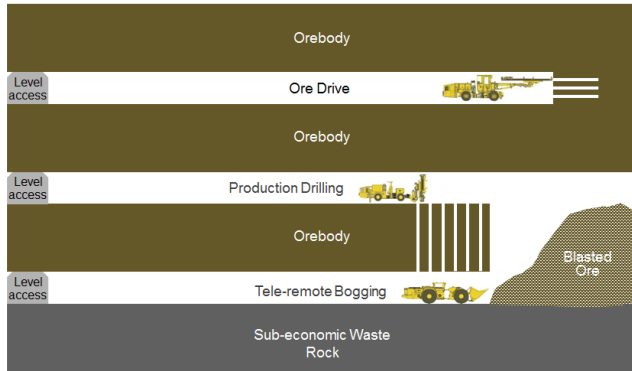 Orebody
Level
access
Ore Drive
Orebody
Level
access
Production Drilling
Orebody
Blasted
Ore
Level
access
Tele-remote Bogging
Sub-economic Waste
Rock